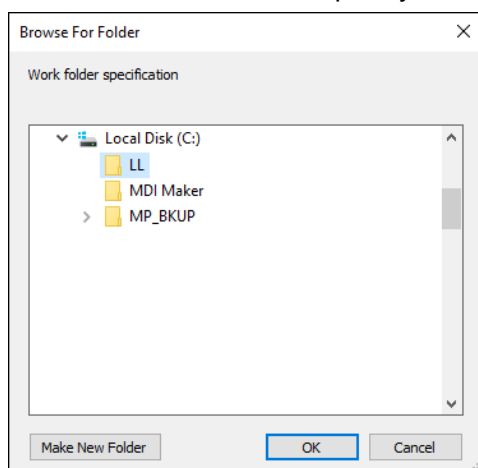 Browse For Folder
Work folder specification
Local Disk (C:)
LL
MDI Maker
MP_BKUP
Make New Folder
OK
Cancel